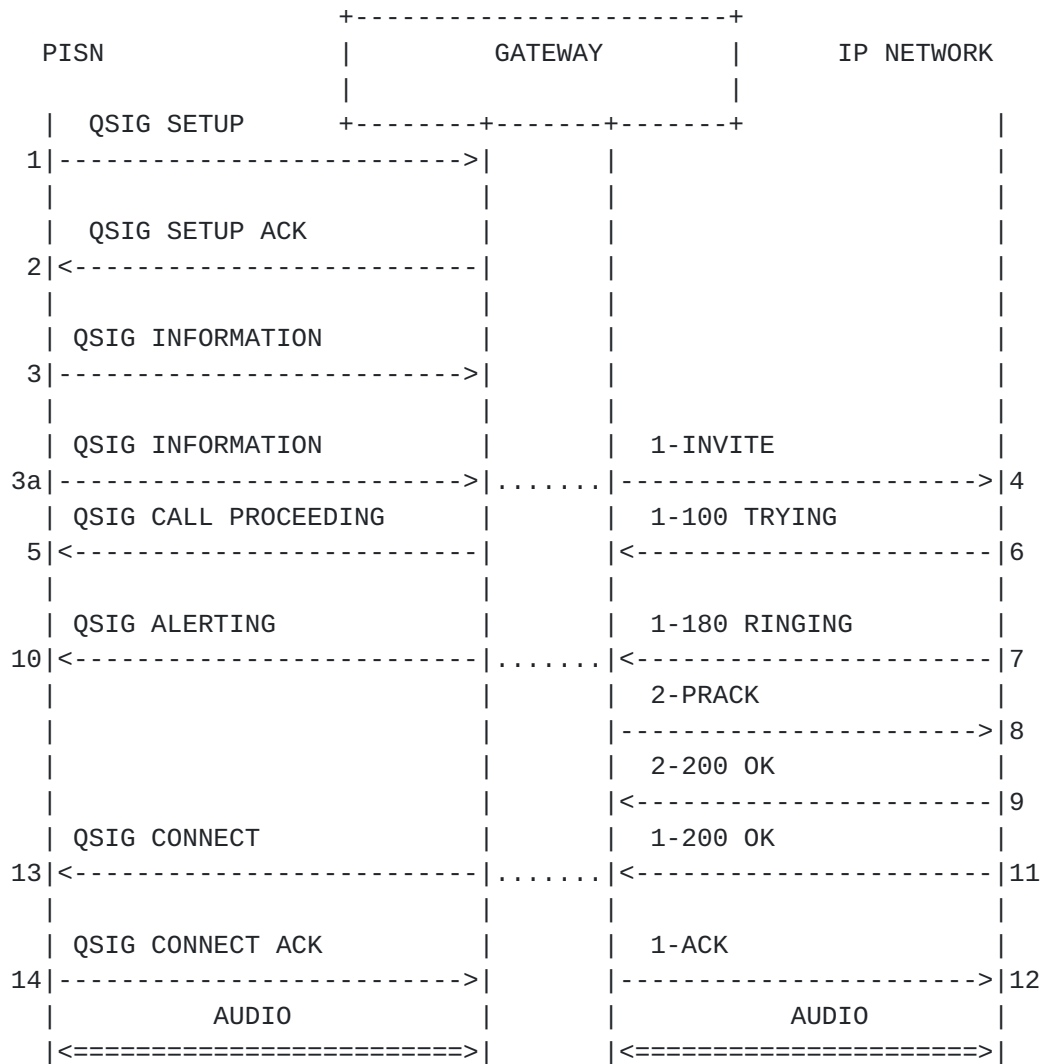 +-------------------------+
PISN               |         GATEWAY         |      IP NETWORK
                   |                         |
|  QSIG SETUP      +--------+-------+-------+                |
1|-------------------------->|       |                        |
|                           |       |                        |
|  QSIG SETUP ACK           |       |                        |
2|<--------------------------|       |                        |
|                           |       |                        |
| QSIG INFORMATION          |       |                        |
3|-------------------------->|       |                        |
|                           |       |                        |
| QSIG INFORMATION          |       |  1-INVITE              |
3a|-------------------------->|.......|----------------------->|4
| QSIG CALL PROCEEDING      |       |  1-100 TRYING          |
5|<--------------------------|       |<-----------------------|6
|                           |       |                        |
| QSIG ALERTING             |       |  1-180 RINGING         |
10|<--------------------------|.......|<-----------------------|7
|                           |       |  2-PRACK               |
|                           |       |----------------------->|8
|                           |       |  2-200 OK              |
|                           |       |<-----------------------|9
| QSIG CONNECT              |       |  1-200 OK              |
13|<--------------------------|.......|<-----------------------|11
|                           |       |                        |
| QSIG CONNECT ACK          |       |  1-ACK                 |
14|-------------------------->|       |----------------------->|12
|          AUDIO            |       |           AUDIO        |
|<=========================>|       |<======================>|